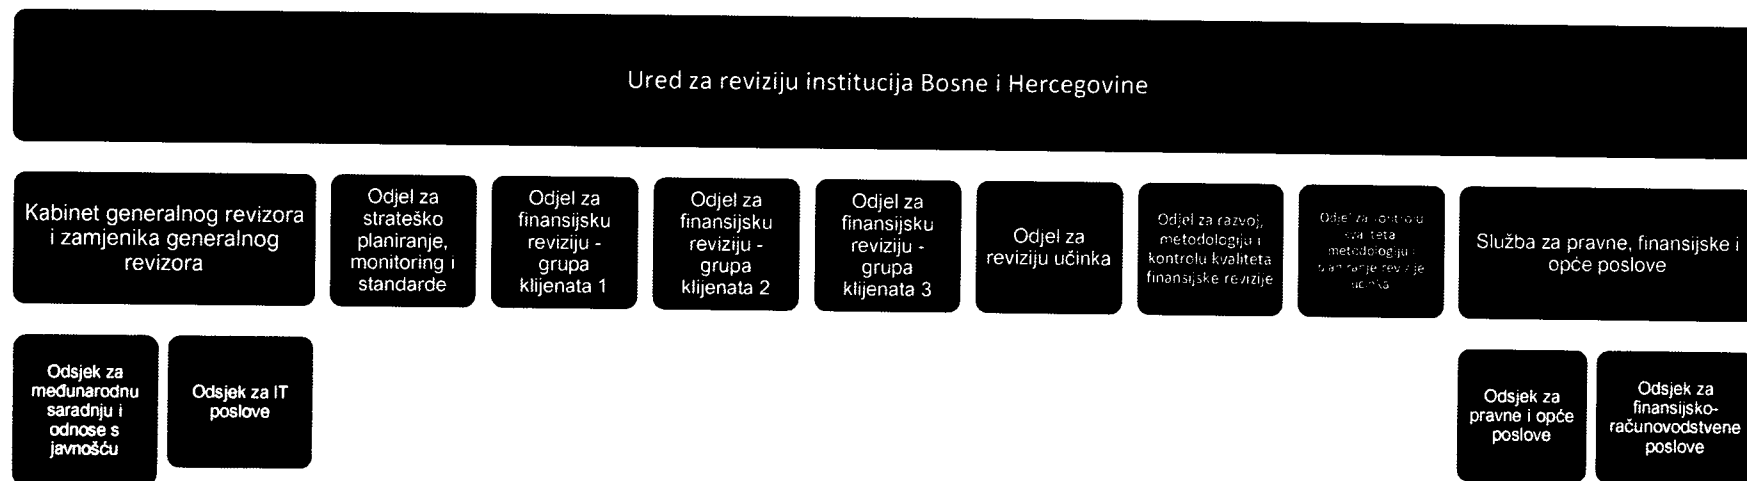 Ured za reviziju institucija Bosne i Hercegovine
Kabinet generalnog revizora
i zamjenika generalnog
revizora
Odjel za
strateško
planiranje,
monitoring i
standarde
Odjel za
finansijsku
reviziju -
grupa
klijenata 1
Odjel za
finansijsku
reviziju -
grupa
klijenata 2
Odjel za
finansijsku
reviziju -
grupa
klijenata 3
Odjel za
reviziju učinka
Odjel za razvoj,
metodologiju i
kontrolu kvaliteta
finansijske revizije
Odjel za kontrolu
kvaliteta
metodologiju i
planiranje revizije
učinka
Služba za pravne, finansijske i
opće poslove
Odsjek za
međunarodnu
saradnju i
odnose s
javnošću
Odsjek za IT
poslove
Odsjek za
pravne i opće
poslove
Odsjek za
finansijsko-
računovodstvene
poslove